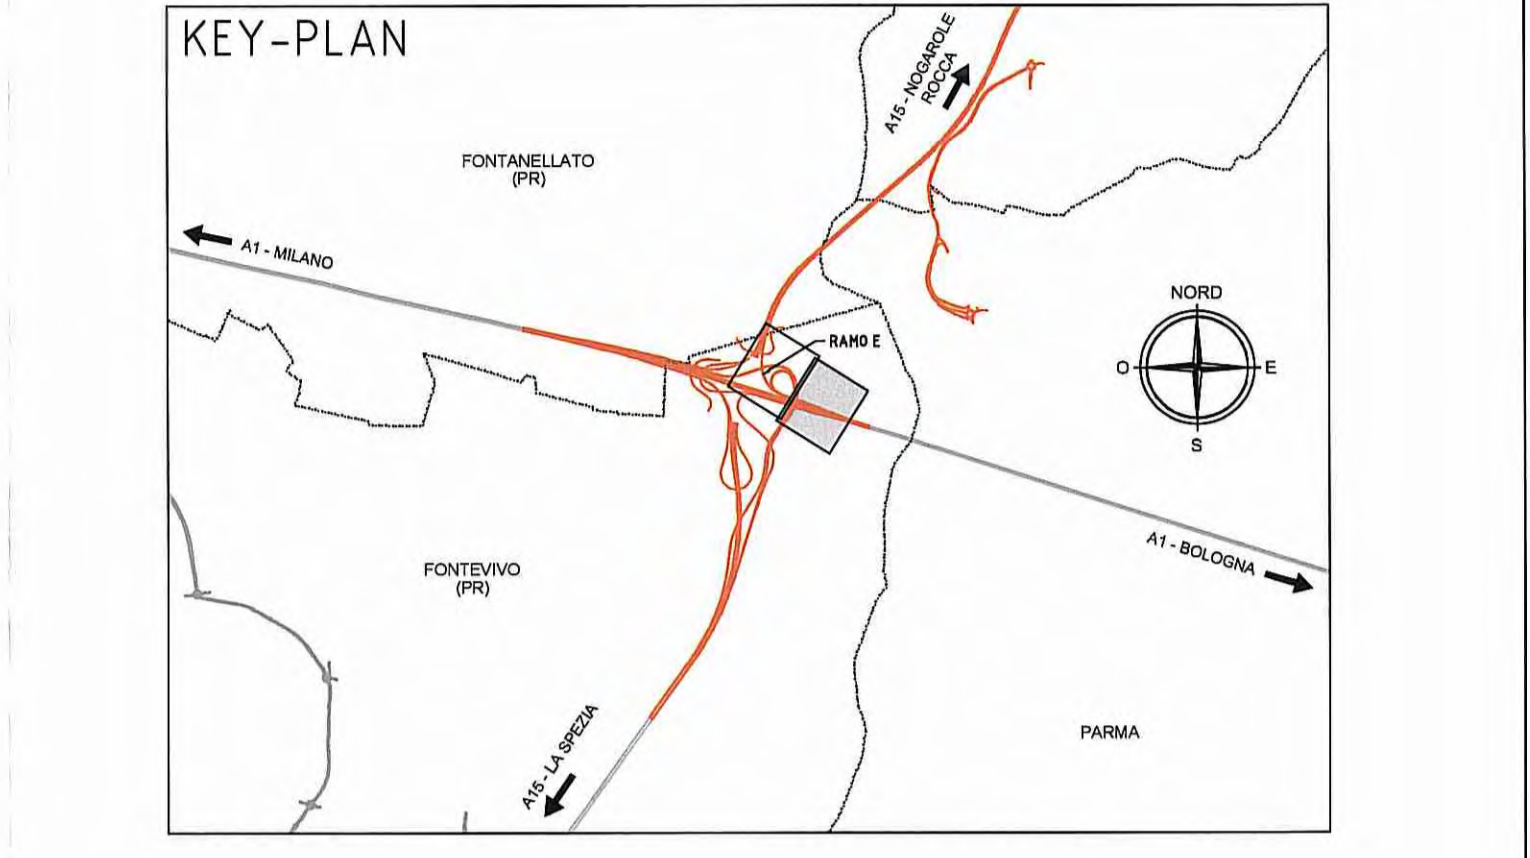 KEY-PLAN
A15 - NOGAROLE
ROCCA
FONTANELLATO
(PR)
A1 - MILANO
NORD
RAMO E
O
E
S
A1 - BOLOGNA
FONTEVIVO
(PR)
A15 - LA SPEZIA
PARMA